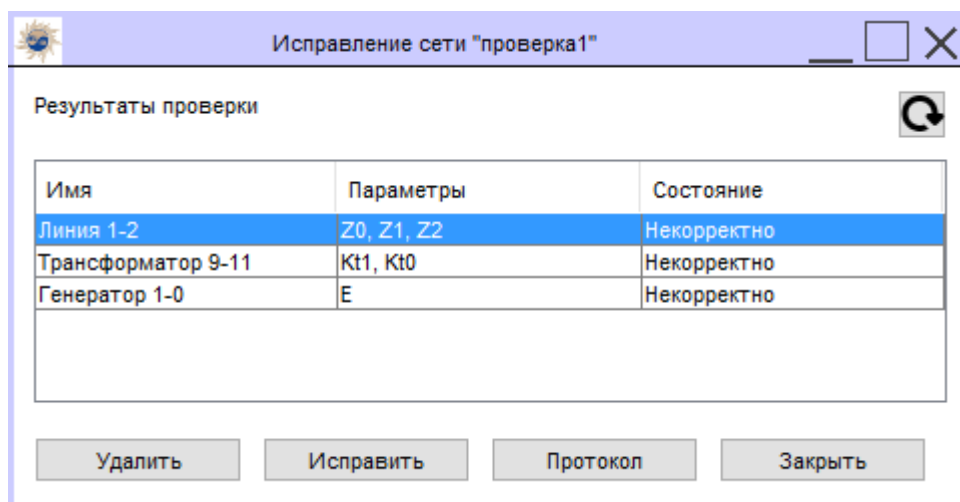 Исправление сети "проверка1"
Результаты проверки
Имя Параметры Состояние
Линия 1-2 Z0, Z1, Z2 Некорректно
Трансформатор 9-11 Kt1, Kt0 Некорректно
Генератор 1-0 E Некорректно
Удалить Исправить Протокол Закрыть